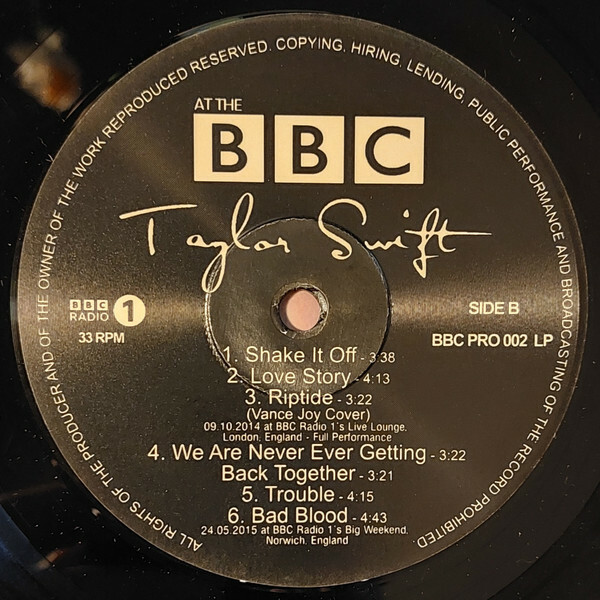 ALL RIGHTS OF THE PRODUCER AND OF THE OWNER OF THE WORK REPRODUCED RESERVED. COPYING, HIRING, LENDING, PUBLIC PERFORMANCE AND BROADCASTING OF THE RECORD PROHIBITED.
AT THE
BBC
Taylor Swift
BBC
RADIO 1
33 RPM
SIDE B
BBC PRO 002 LP
1. Shake It Off - 3:38
2. Love Story - 4:13
3. Riptide - 3:22
(Vance Joy Cover)
09.10.2014 at BBC Radio 1's Live Lounge,
London, England - Full Performance
4. We Are Never Ever Getting - 3:22
Back Together - 3:21
5. Trouble - 4:15
6. Bad Blood - 4:43
24.05.2015 at BBC Radio 1's Big Weekend,
Norwich, England